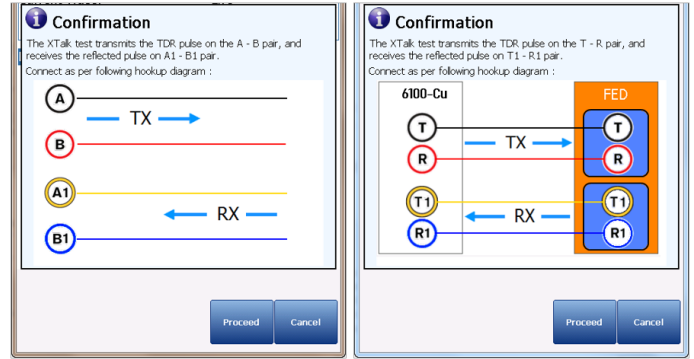 Confirmation
The XTalk test transmits the TDR pulse on the A - B pair, and
receives the reflected pulse on A1 - B1 pair.
Connect as per following hookup diagram :
A
TX
B
A1
RX
B1
Proceed
Cancel
Confirmation
The XTalk test transmits the TDR pulse on the T - R pair, and
receives the reflected pulse on T1 - R1 pair.
Connect as per following hookup diagram :
6100-Cu
FED
T
TX
T
R
R
T1
RX
T1
R1
R1
Proceed
Cancel